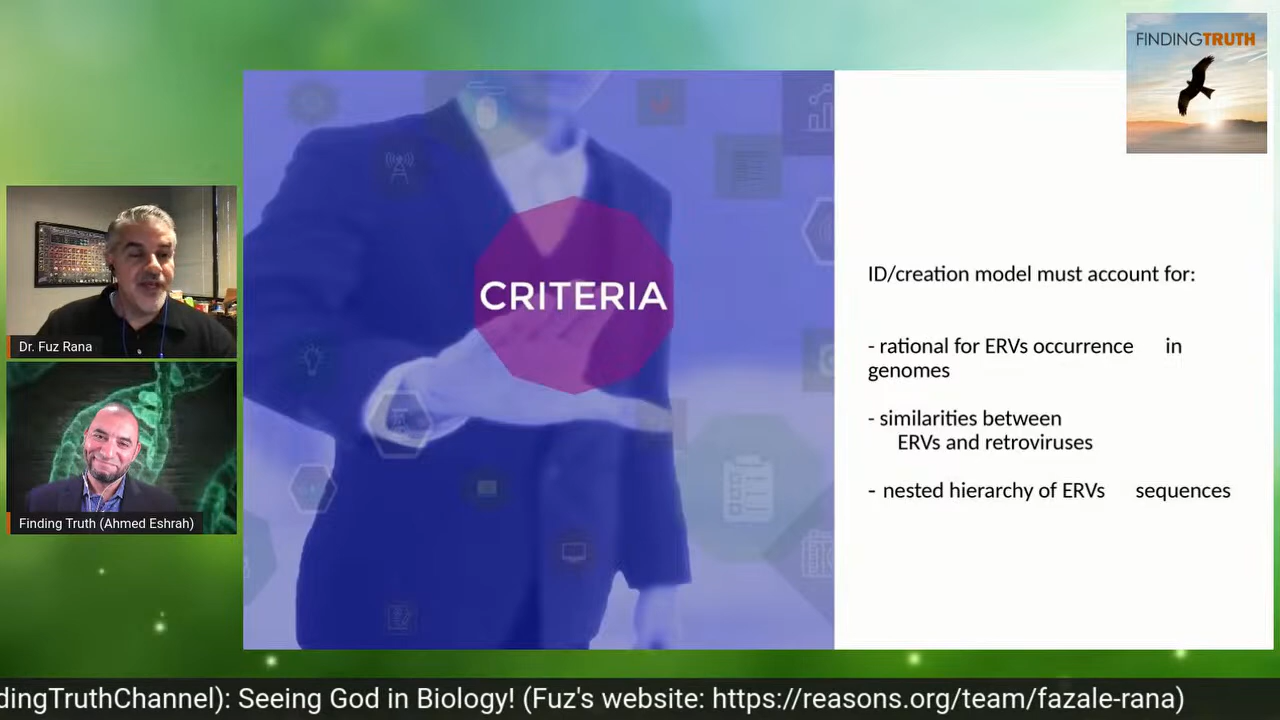 FINDINGTRUTH
CRITERIA
ID/creation model must account for:
- rational for ERVs occurrence in
genomes
- similarities between
ERVs and retroviruses
- nested hierarchy of ERVs sequences
Dr. Fuz Rana
Finding Truth (Ahmed Eshrah)
dingTruthChannel): Seeing God in Biology! (Fuz's website: https://reasons.org/team/fazale-rana)